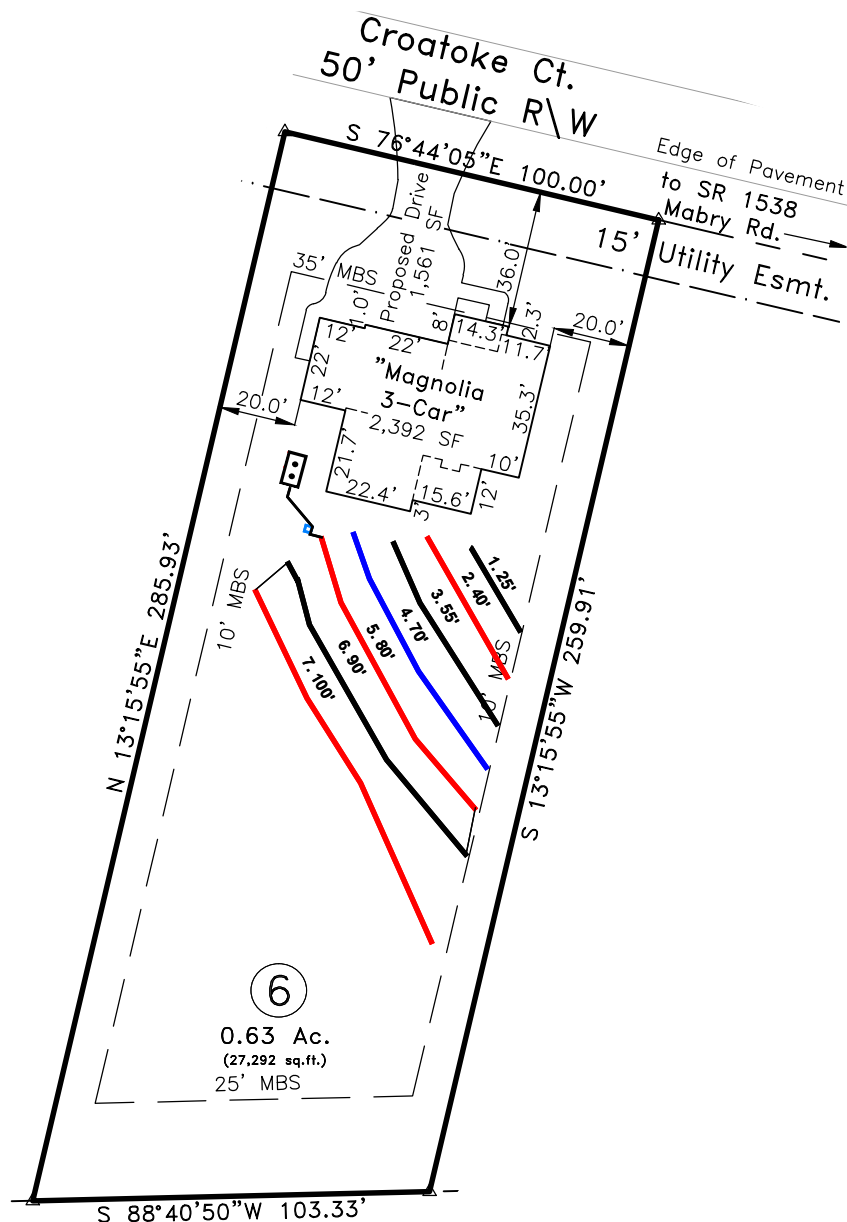 Croatoke Ct.
50' Public R\W
S 76°44'05"E 100.00'
Edge of Pavement
to SR 1538
Mabry Rd.
15' Utility Esmt.
Proposed Drive
1,561 SF
36.0'
35' MBS
1.0'
8'
14.3'
2.3'
20.0'
12'
22'
11.7'
22'
"Magnolia
3-Car"
2,392 SF
35.3'
20.0'
12'
21.7'
10'
22.4'
15.6'
12'
3'
N 13°15'55"E 285.93'
10' MBS
1. 25'
2. 40'
3. 55'
4. 70'
5. 80'
6. 90'
7. 100'
10' MBS
S 13°15'55"W 259.91'
6
0.63 Ac.
(27,292 sq.ft.)
25' MBS
S 88°40'50"W 103.33'